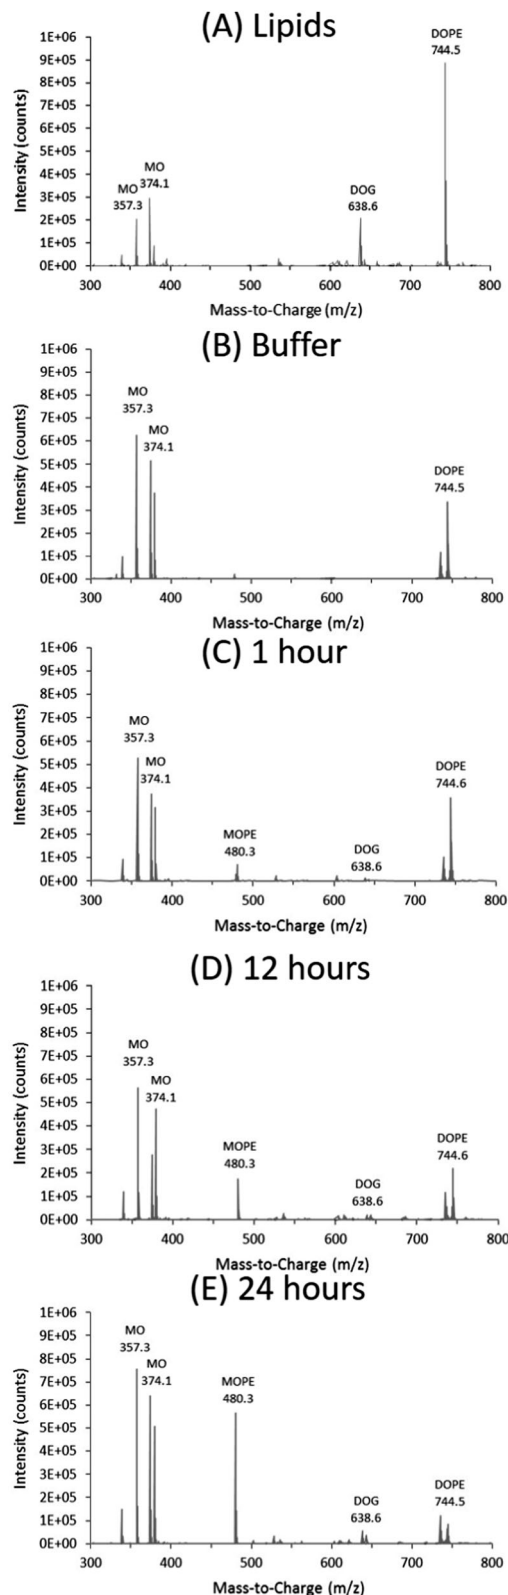 (A) Lipids
Intensity (counts)
1E+06
9E+05
8E+05
7E+05
6E+05
5E+05
4E+05
3E+05
2E+05
1E+05
0E+00
MO
357.3
MO
374.1
DOG
638.6
DOPE
744.5
300 400 500 600 700 800
Mass-to-Charge (m/z)
(B) Buffer
Intensity (counts)
1E+06
9E+05
8E+05
7E+05
6E+05
5E+05
4E+05
3E+05
2E+05
1E+05
0E+00
MO
357.3
MO
374.1
DOPE
744.5
300 400 500 600 700 800
Mass-to-Charge (m/z)
(C) 1 hour
Intensity (counts)
1E+06
9E+05
8E+05
7E+05
6E+05
5E+05
4E+05
3E+05
2E+05
1E+05
0E+00
MO
357.3
MO
374.1
MOPE
480.3
DOG
638.6
DOPE
744.6
300 400 500 600 700 800
Mass-to-Charge (m/z)
(D) 12 hours
Intensity (counts)
1E+06
9E+05
8E+05
7E+05
6E+05
5E+05
4E+05
3E+05
2E+05
1E+05
0E+00
MO
357.3
MO
374.1
MOPE
480.3
DOG
638.6
DOPE
744.6
300 400 500 600 700 800
Mass-to-Charge (m/z)
(E) 24 hours
Intensity (counts)
1E+06
9E+05
8E+05
7E+05
6E+05
5E+05
4E+05
3E+05
2E+05
1E+05
0E+00
MO
357.3
MO
374.1
MOPE
480.3
DOG
638.6
DOPE
744.5
300 400 500 600 700 800
Mass-to-Charge (m/z)